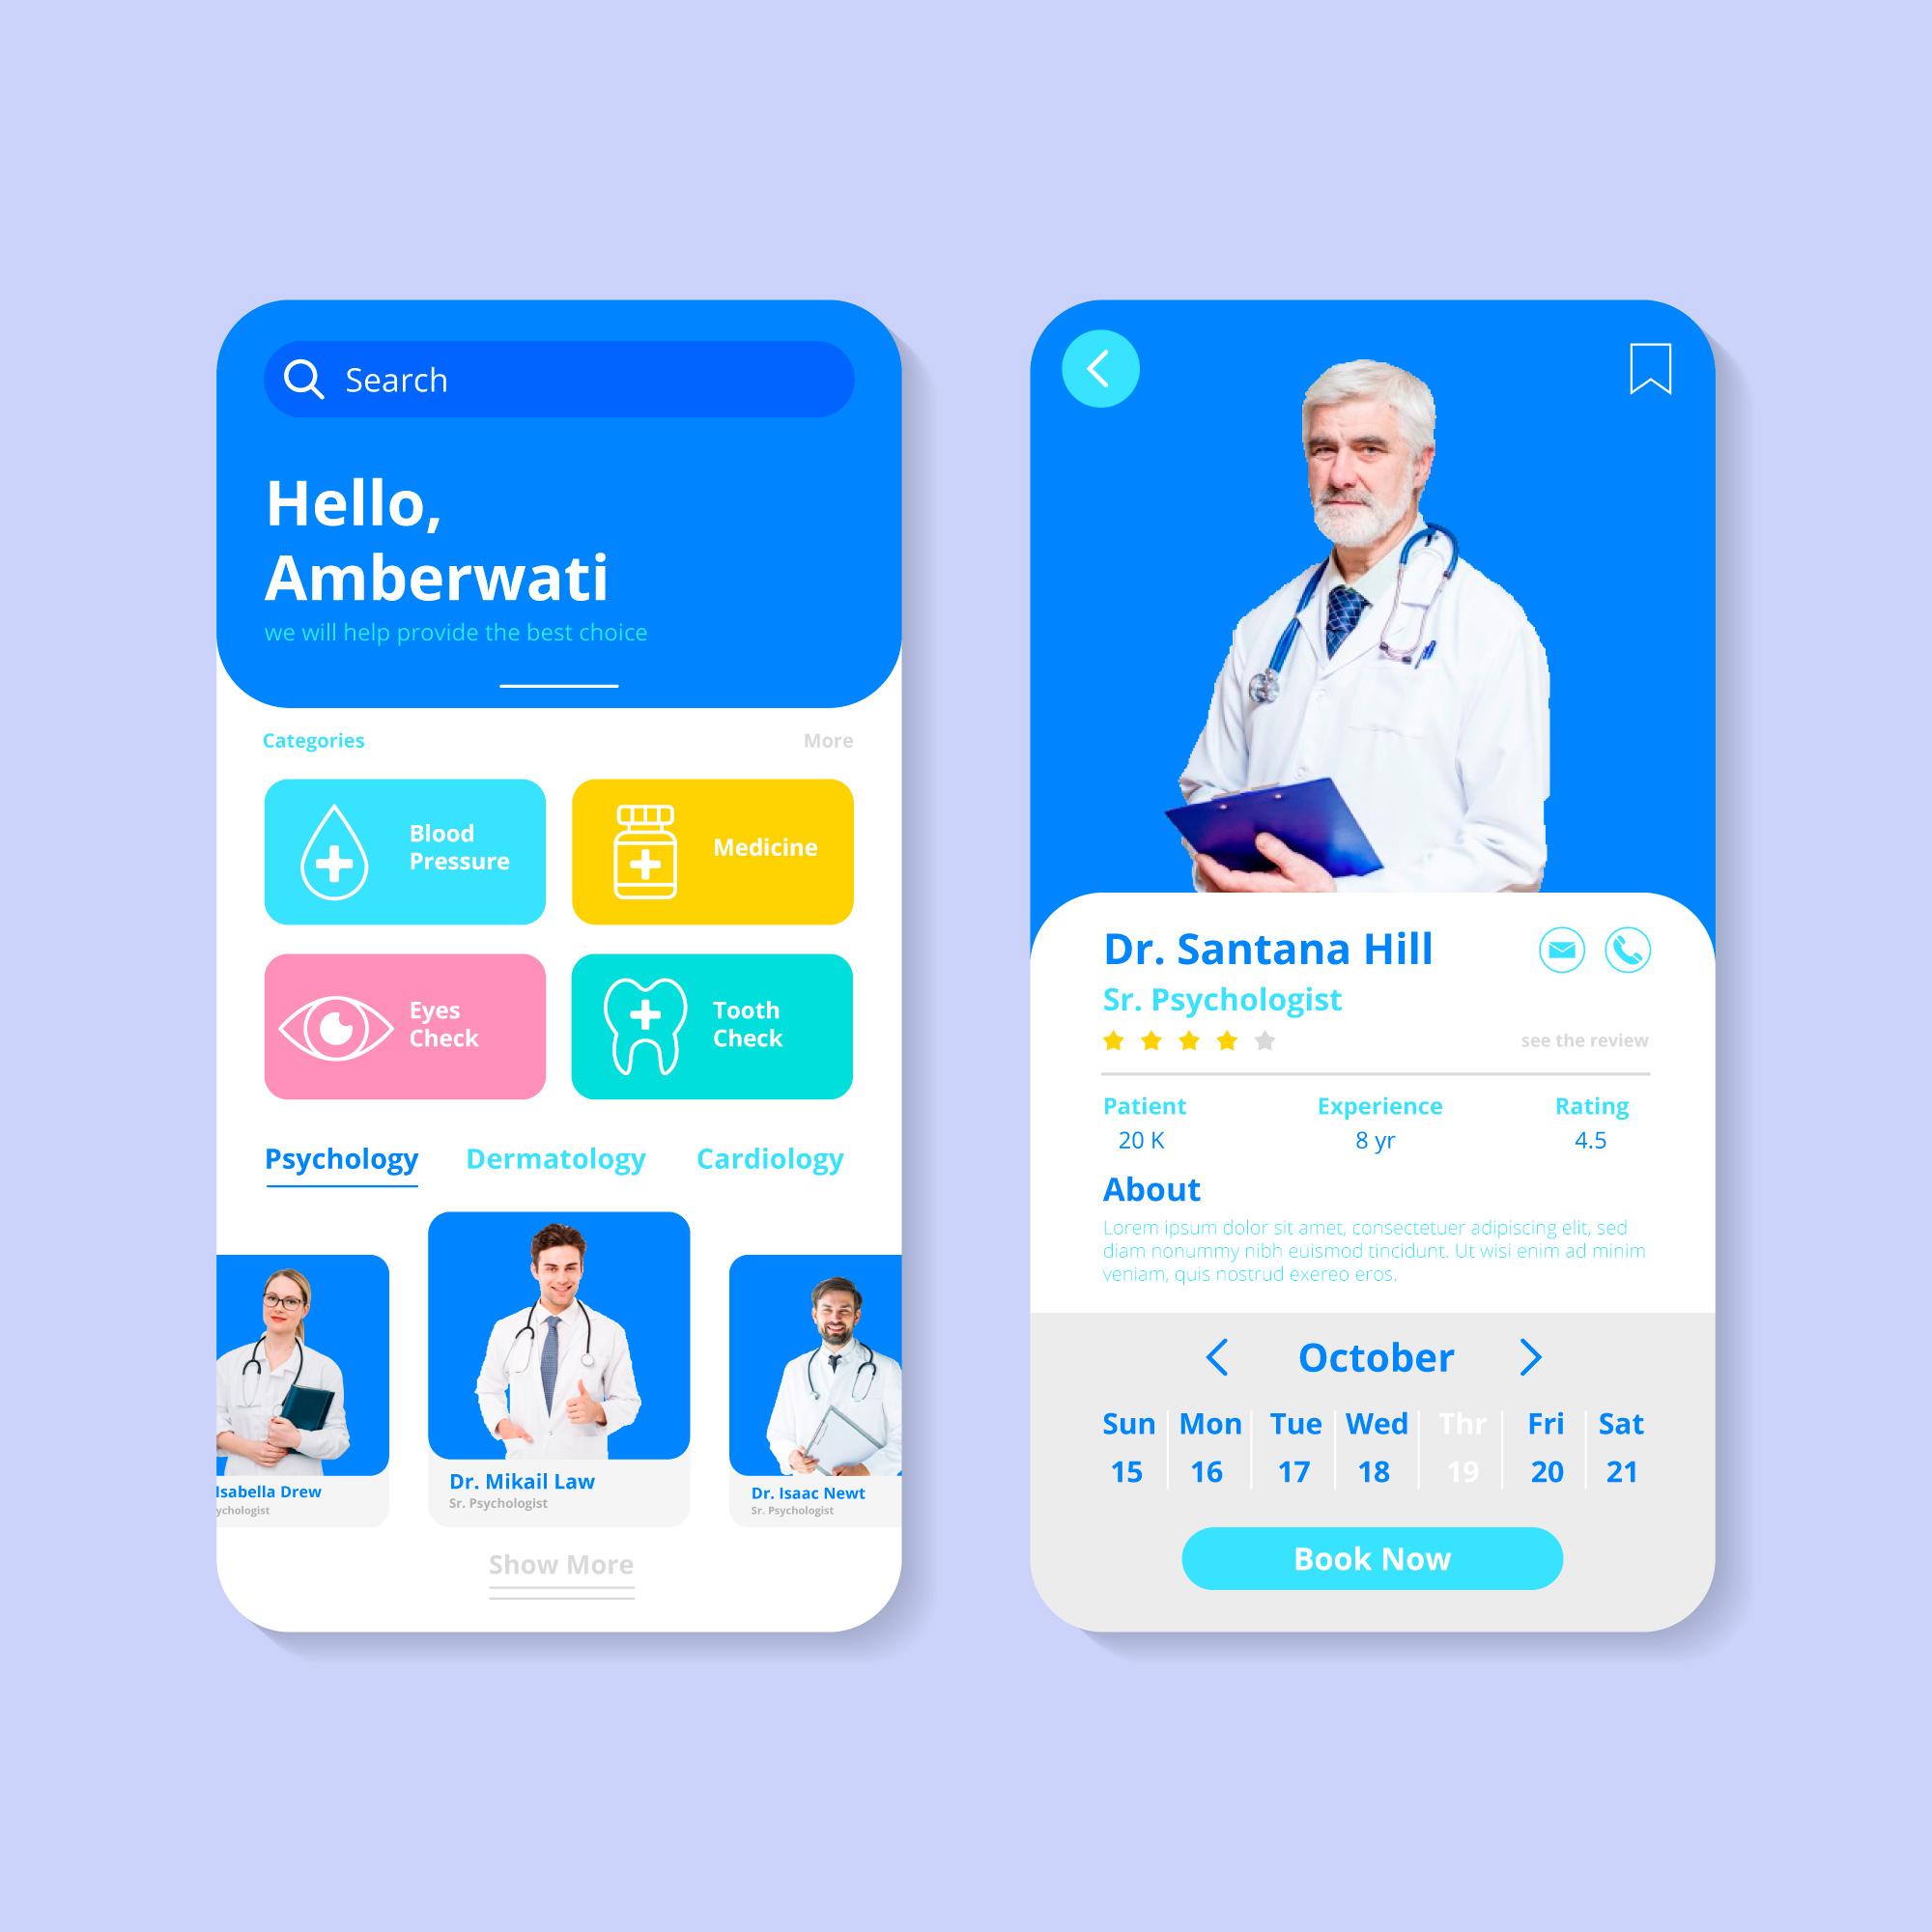 Search
Hello,
Amberwati
we will help provide the best choice
Categories
More
Blood
Pressure
Medicine
Eyes
Check
Tooth
Check
Psychology
Dermatology
Cardiology
Isabella Drew
ychologist
Dr. Mikail Law
Sr. Psychologist
Dr. Isaac Newt
Sr. Psychologist
Show More
Dr. Santana Hill
Sr. Psychologist
see the review
Patient
Experience
Rating
20 K
8 yr
4.5
About
Lorem ipsum dolor sit amet, consectetuer adipiscing elit, sed
diam nonummy nibh euismod tincidunt. Ut wisi enim ad minim
veniam, quis nostrud exereo eros.
October
Sun Mon Tue Wed Thr Fri Sat
15 16 17 18 19 20 21
Book Now